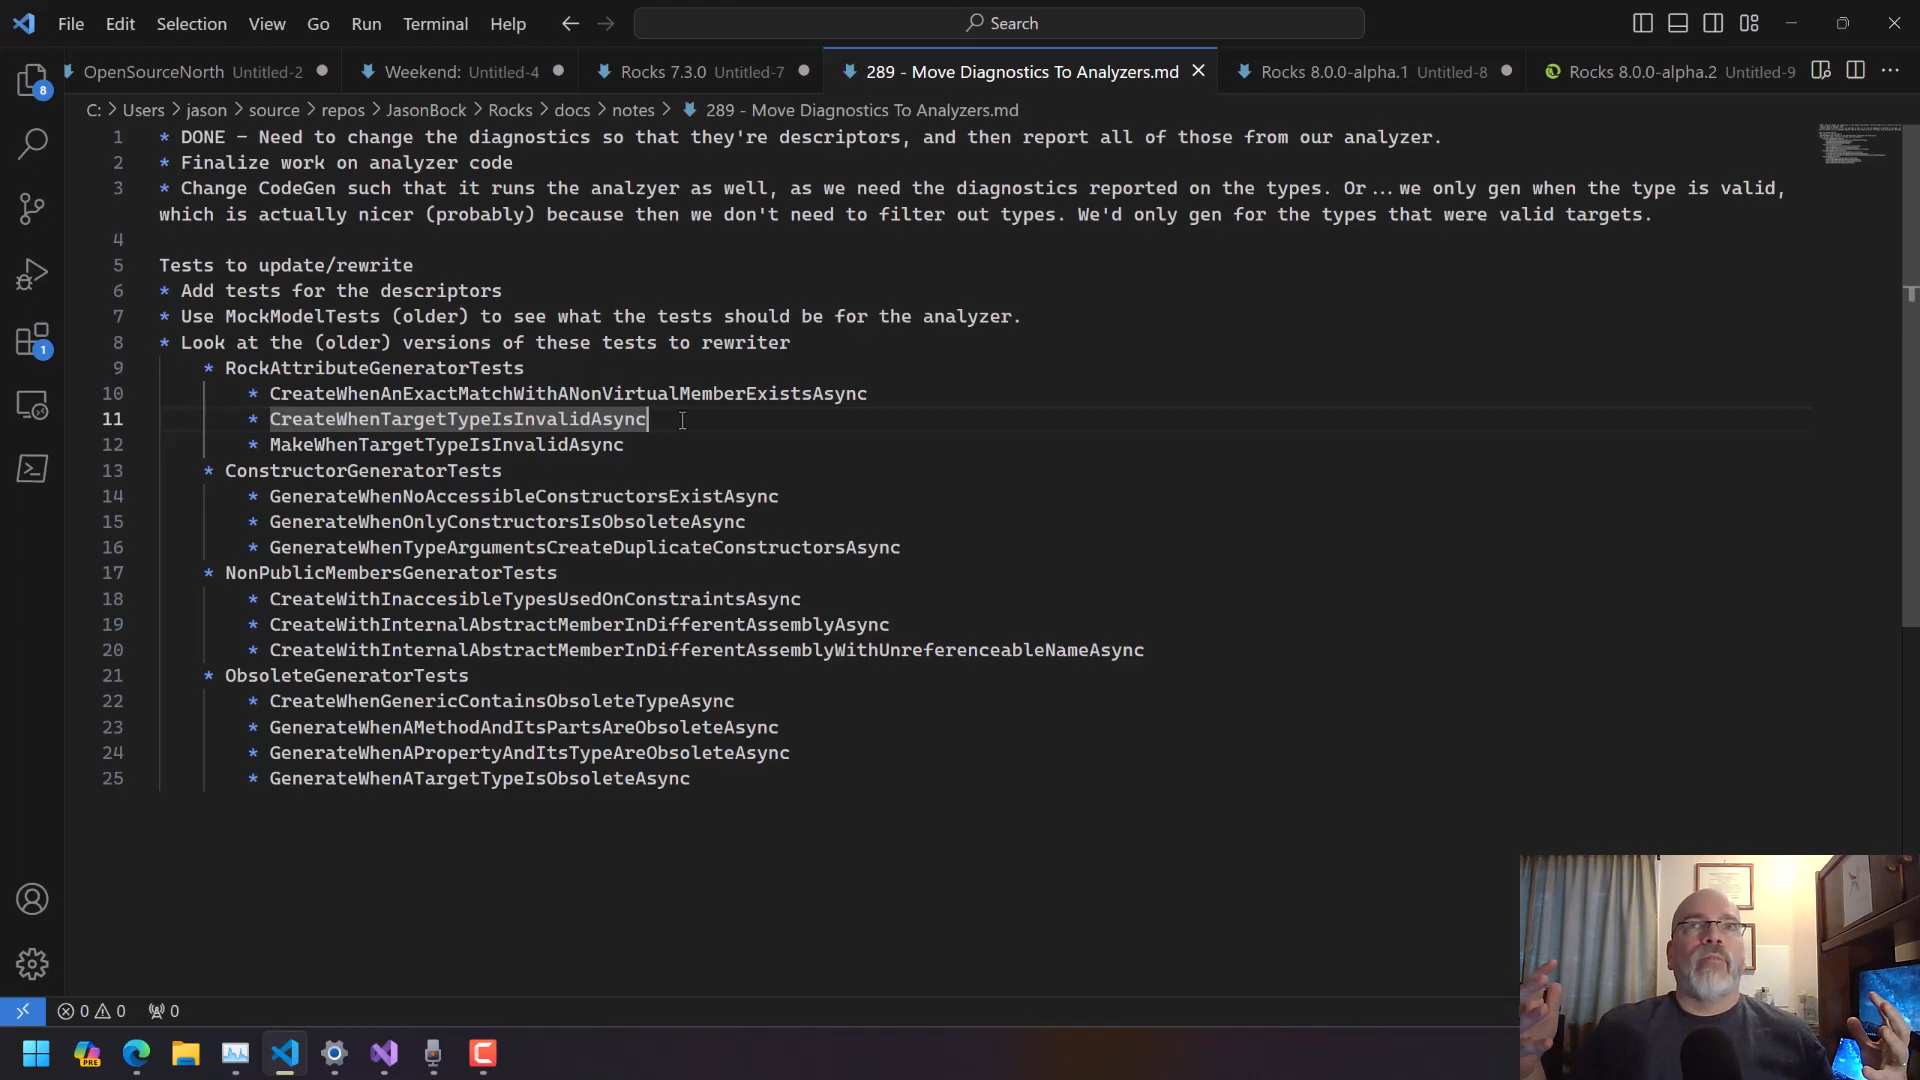 File Edit Selection View Go Run Terminal Help Search
OpenSourceNorth Untitled-2 Weekend: Untitled-4 Rocks 7.3.0 Untitled-7 289 - Move Diagnostics To Analyzers.md Rocks 8.0.0-alpha.1 Untitled-8 Rocks 8.0.0-alpha.2 Untitled-9
C: > Users > jason > source > repos > JasonBock > Rocks > docs > notes > 289 - Move Diagnostics To Analyzers.md
8
1 * DONE - Need to change the diagnostics so that they're descriptors, and then report all of those from our analyzer.
2 * Finalize work on analyzer code
3 * Change CodeGen such that it runs the analzyer as well, as we need the diagnostics reported on the types. Or...we only gen when the type is valid,
which is actually nicer (probably) because then we don't need to filter out types. We'd only gen for the types that were valid targets.
4
5 Tests to update/rewrite
6 * Add tests for the descriptors
7 * Use MockModelTests (older) to see what the tests should be for the analyzer.
8 * Look at the (older) versions of these tests to rewriter
1
9 * RockAttributeGeneratorTests
10 * CreateWhenAnExactMatchWithANonVirtualMemberExistsAsync
11 * CreateWhenTargetTypeIsInvalidAsync
12 * MakeWhenTargetTypeIsInvalidAsync
13 * ConstructorGeneratorTests
14 * GenerateWhenNoAccessibleConstructorsExistAsync
15 * GenerateWhenOnlyConstructorsIsObsoleteAsync
16 * GenerateWhenTypeArgumentsCreateDuplicateConstructorsAsync
17 * NonPublicMembersGeneratorTests
18 * CreateWithInaccesibleTypesUsedOnConstraintsAsync
19 * CreateWithInternalAbstractMemberInDifferentAssemblyAsync
20 * CreateWithInternalAbstractMemberInDifferentAssemblyWithUnreferenceableNameAsync
21 * ObsoleteGeneratorTests
22 * CreateWhenGenericContainsObsoleteTypeAsync
23 * GenerateWhenAMethodAndItsPartsAreObsoleteAsync
24 * GenerateWhenAPropertyAndItsTypeAreObsoleteAsync
25 * GenerateWhenATargetTypeIsObsoleteAsync
0 0 0
PRE